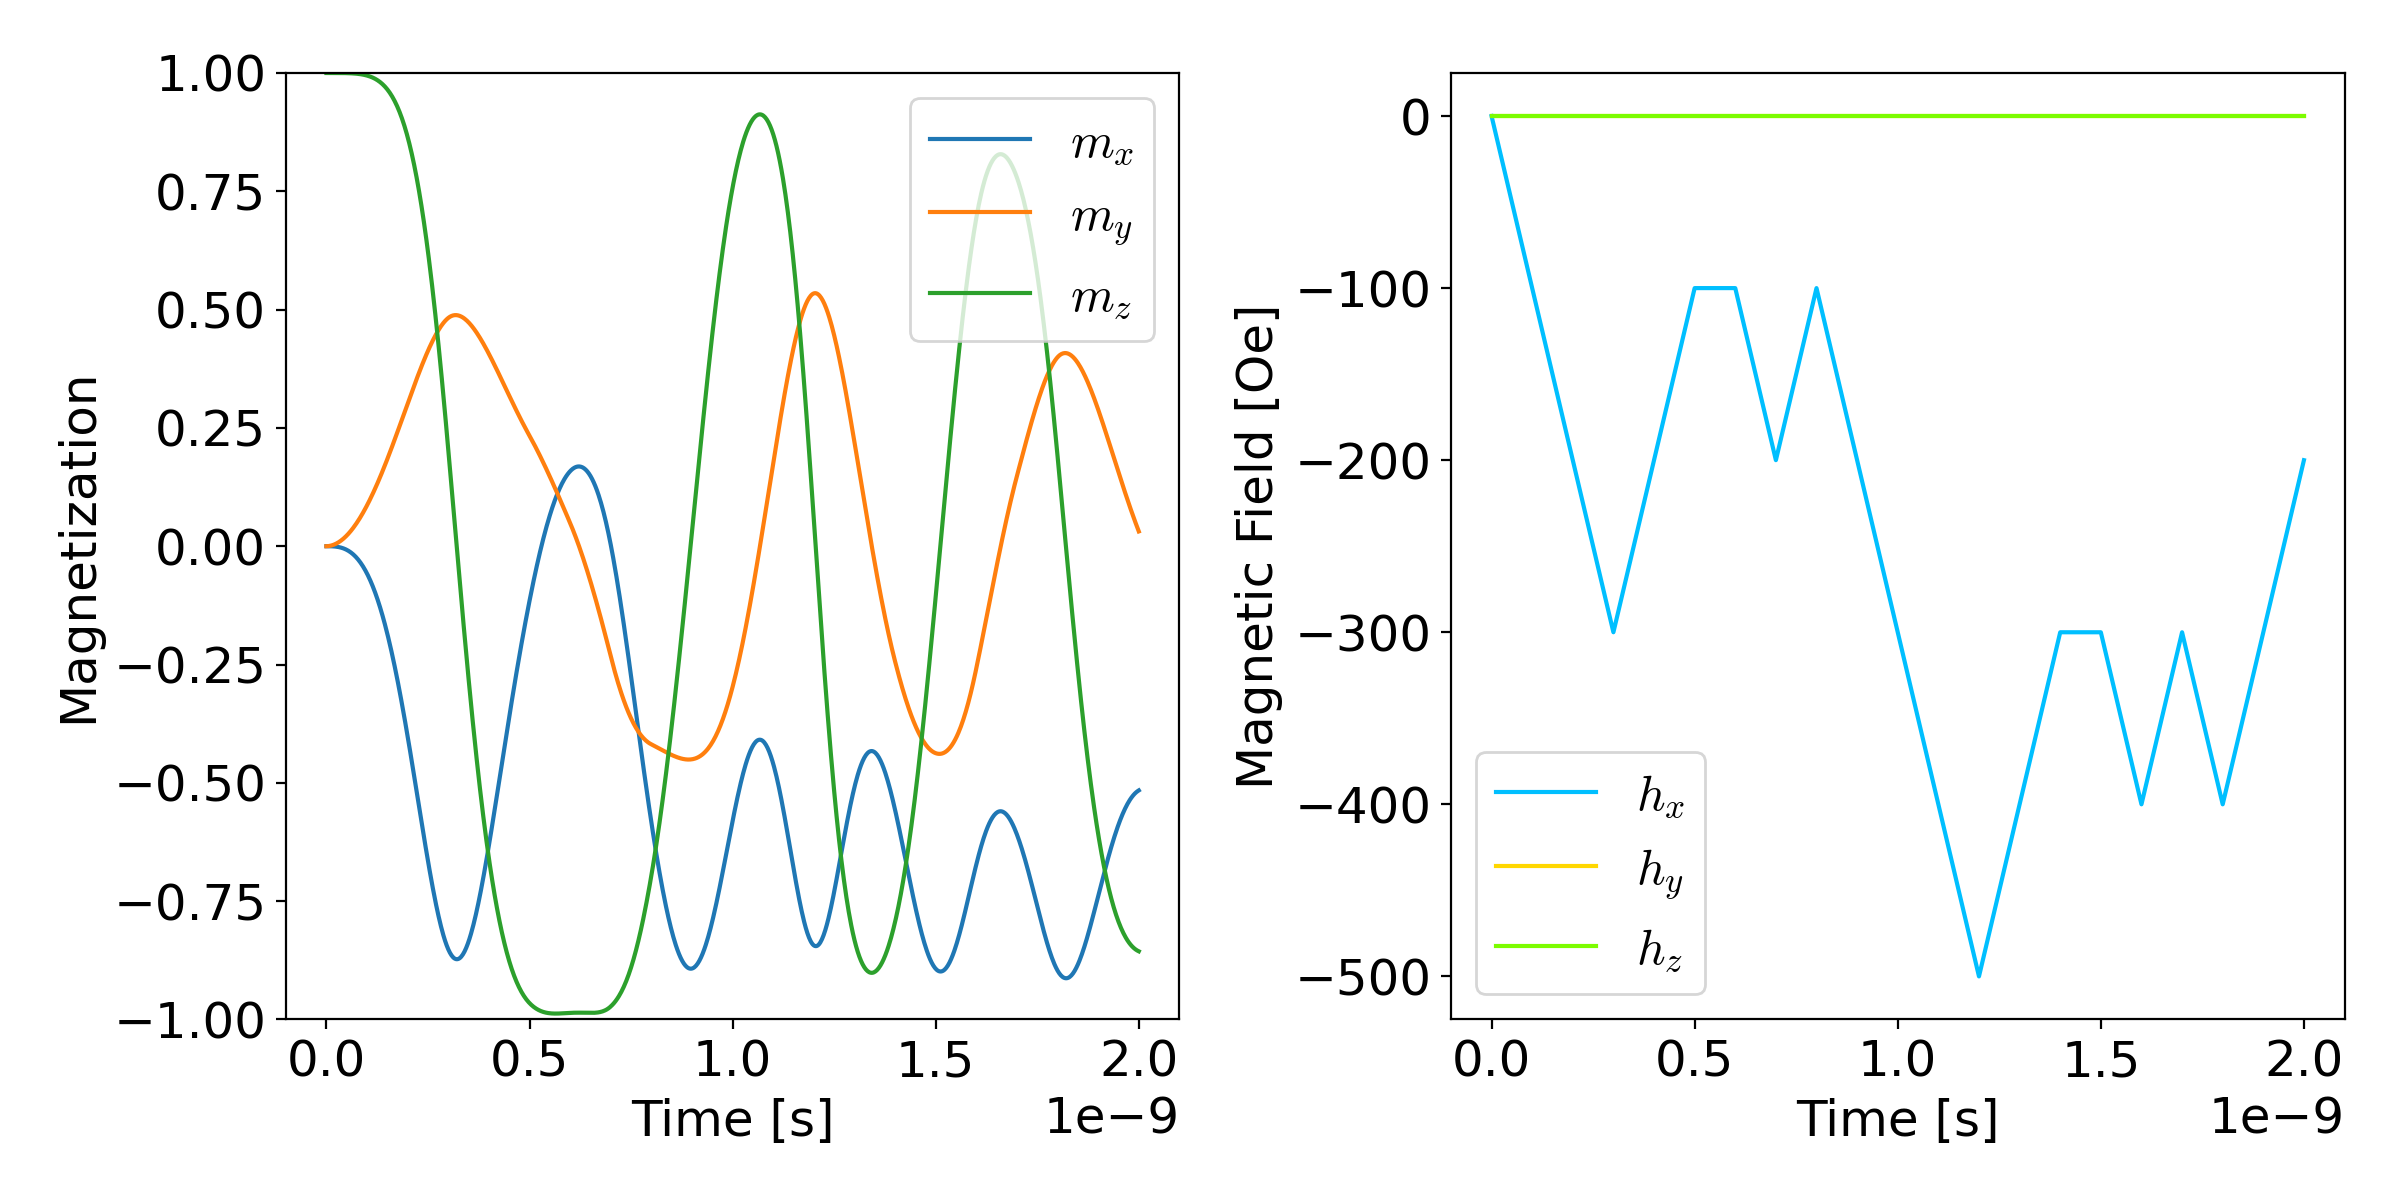 1.00
0.75
0.50
0.25
0.00
−0.25
−0.50
−0.75
−1.00
Magnetization
m_x
m_y
m_z
0.0 0.5 1.0 1.5 2.0
Time [s]
1e−9
0
−100
−200
−300
−400
−500
Magnetic Field [Oe]
h_x
h_y
h_z
0.0 0.5 1.0 1.5 2.0
Time [s]
1e−9